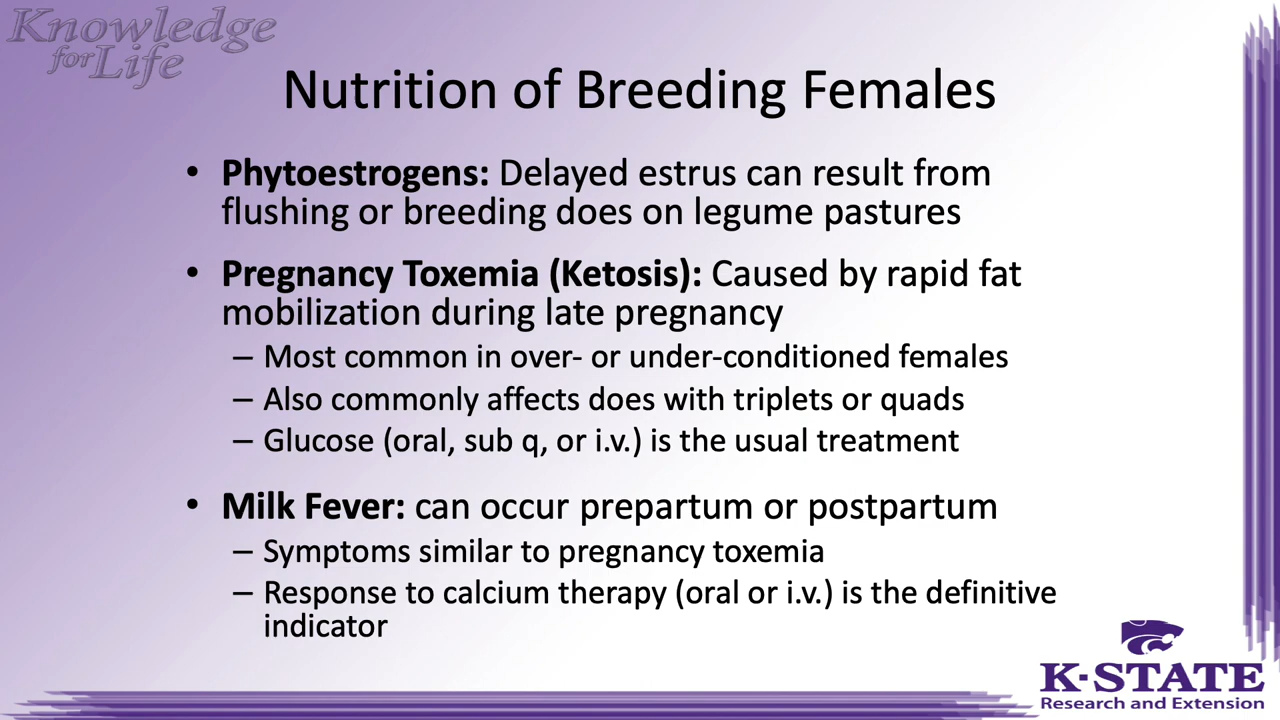 Knowledge
for Life
Nutrition of Breeding Females
• Phytoestrogens: Delayed estrus can result from
flushing or breeding does on legume pastures
• Pregnancy Toxemia (Ketosis): Caused by rapid fat
mobilization during late pregnancy
– Most common in over- or under-conditioned females
– Also commonly affects does with triplets or quads
– Glucose (oral, sub q, or i.v.) is the usual treatment
• Milk Fever: can occur prepartum or postpartum
– Symptoms similar to pregnancy toxemia
– Response to calcium therapy (oral or i.v.) is the definitive
indicator
K-STATE
Research and Extension